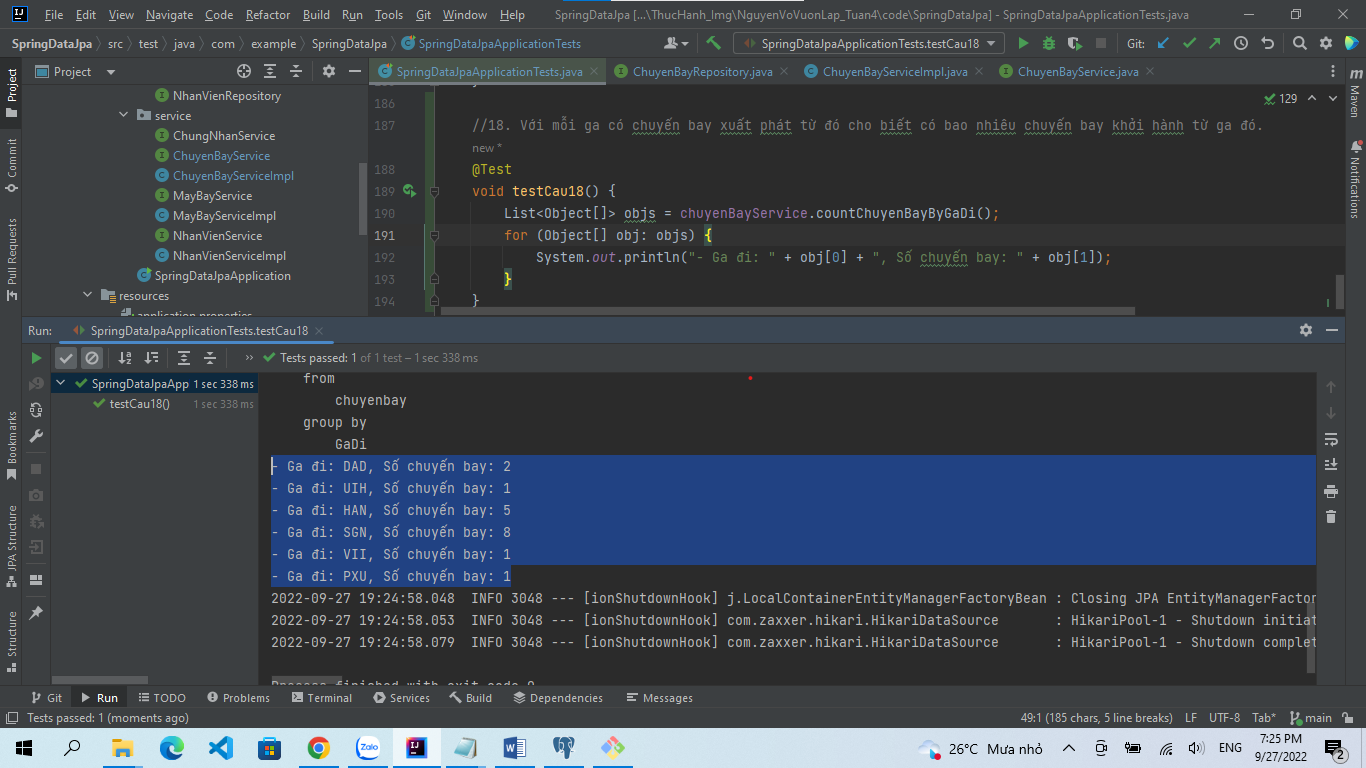 File Edit View Navigate Code Refactor Build Run Tools Git Window Help SpringDataJpa [...\ThucHanh_lmg\NguyenVoVuonLap_Tuan4\code\SpringDataJpa] - SpringDataJpaApplicationTests.java
SpringDataJpa src test java com example SpringDataJpa SpringDataJpaApplicationTests SpringDataJpaApplicationTests.testCau18 Git:
Project
SpringDataJpaApplicationTests.java ChuyenBayRepository.java ChuyenBayServiceImpl.java ChuyenBayService.java
Project
Commit
Pull Requests
Bookmarks
JPA Structure
Structure
NhanVienRepository
service
ChungNhanService
ChuyenBayService
ChuyenBayServiceImpl
MayBayService
MayBayServiceImpl
NhanVienService
NhanVienServiceImpl
SpringDataJpaApplication
resources
application.properties
129
186
187 //18. Với mỗi ga có chuyến bay xuất phát từ đó cho biết có bao nhiêu chuyến bay khởi hành từ ga đó.
new *
188 @Test
189 void testCau18() {
190 List<Object[]> objs = chuyenBayService.countChuyenBayByGaDi();
191 for (Object[] obj: objs) {
192 System.out.println("- Ga đi: " + obj[0] + ", Số chuyến bay: " + obj[1]);
193 }
194 }
Maven
Notifications
Run: SpringDataJpaApplicationTests.testCau18
Tests passed: 1 of 1 test – 1 sec 338 ms
SpringDataJpaApp 1 sec 338 ms
testCau18() 1 sec 338 ms
from
chuyenbay
group by
GaDi
- Ga đi: DAD, Số chuyến bay: 2
- Ga đi: UIH, Số chuyến bay: 1
- Ga đi: HAN, Số chuyến bay: 5
- Ga đi: SGN, Số chuyến bay: 8
- Ga đi: VII, Số chuyến bay: 1
- Ga đi: PXU, Số chuyến bay: 1
2022-09-27 19:24:58.048 INFO 3048 --- [ionShutdownHook] j.LocalContainerEntityManagerFactoryBean : Closing JPA EntityManagerFactor
2022-09-27 19:24:58.053 INFO 3048 --- [ionShutdownHook] com.zaxxer.hikari.HikariDataSource : HikariPool-1 - Shutdown initiat
2022-09-27 19:24:58.079 INFO 3048 --- [ionShutdownHook] com.zaxxer.hikari.HikariDataSource : HikariPool-1 - Shutdown complet
Process finished with exit code 0
Git Run TODO Problems Terminal Services Build Dependencies Messages
Tests passed: 1 (moments ago) 49:1 (185 chars, 5 line breaks) LF UTF-8 Tab* main
Zalo 26°C Mưa nhỏ ENG 7:25 PM
9/27/2022 2